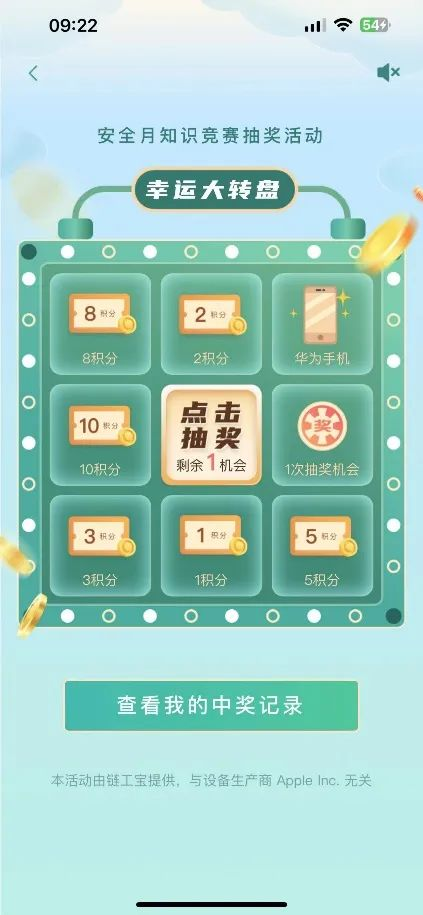 09:22
54
安全月知识竞赛抽奖活动
幸运大转盘
8积分
8积分
2积分
2积分
华为手机
10积分
10积分
点击
抽奖
剩余1机会
奖
1次抽奖机会
3积分
3积分
1积分
1积分
5积分
5积分
查看我的中奖记录
本活动由链工宝提供，与设备生产商 Apple Inc. 无关